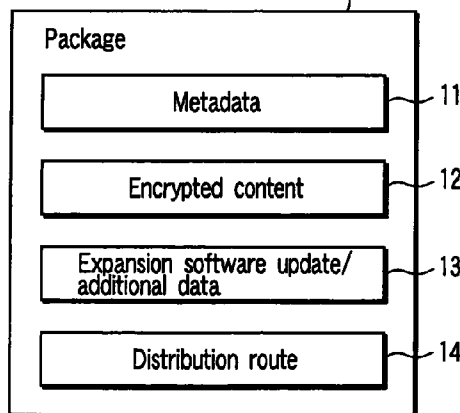 Package
Metadata
11
Encrypted content
12
Expansion software update/
additional data
13
Distribution route
14